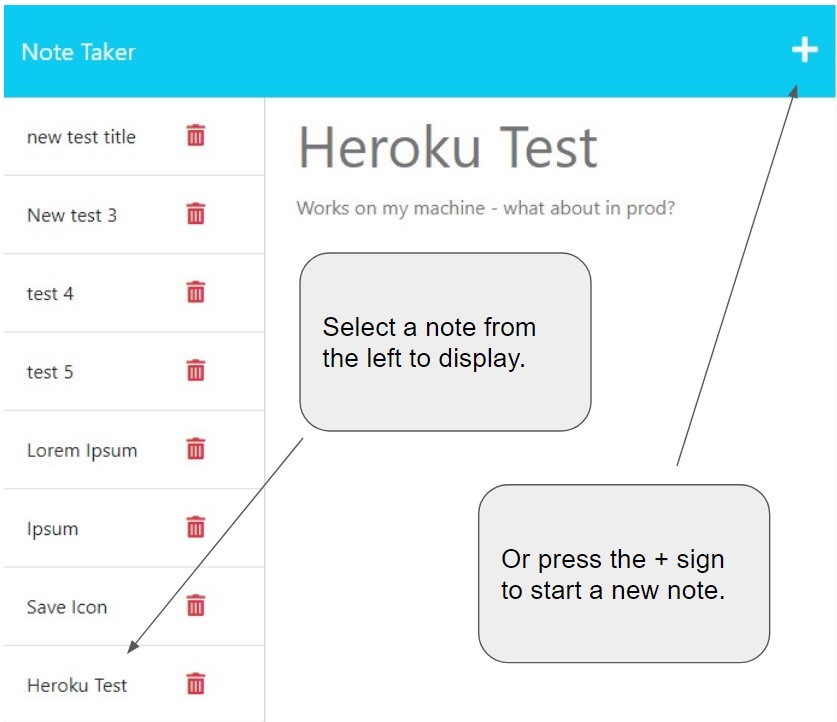 Note Taker
new test title
New test 3
test 4
test 5
Lorem Ipsum
Ipsum
Save Icon
Heroku Test
Heroku Test
Works on my machine - what about in prod?
Select a note from
the left to display.
Or press the + sign
to start a new note.